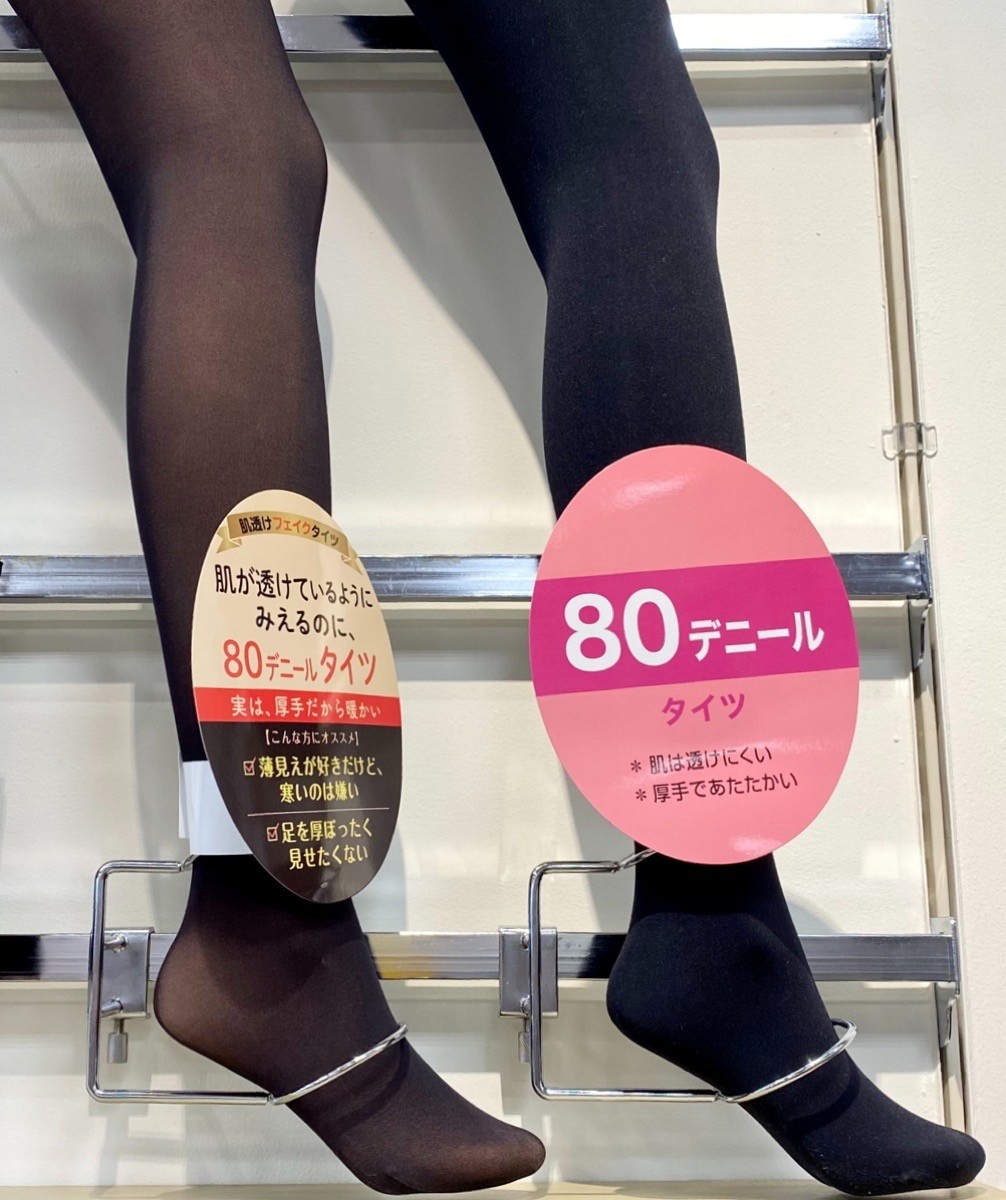 肌透けフェイクタイツ
肌が透けているように
みえるのに、
80デニールタイツ
実は、厚手だから暖かい
【こんな方にオススメ】
薄見えが好きだけど、
寒いのは嫌い
足を厚ぼったく
見せたくない
80デニール
タイツ
＊肌は透けにくい
＊厚手であたたかい